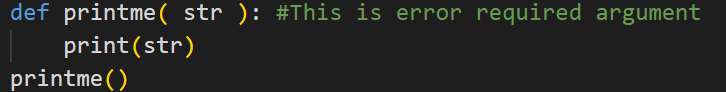 def printme( str ): #This is error required argument
    print(str)
printme()